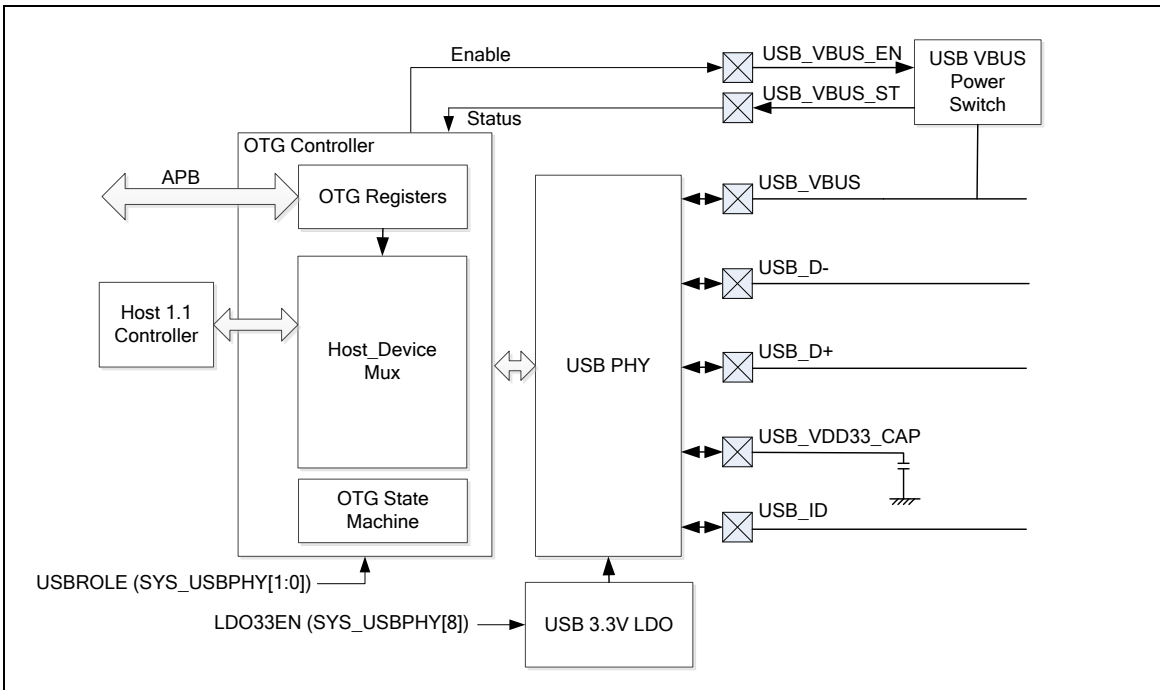 Enable
USB_VBUS_EN
USB VBUS
Power
Switch
USB_VBUS_ST
Status
OTG Controller
APB
OTG Registers
USB_VBUS
USB_D-
Host 1.1
Controller
Host_Device
Mux
USB PHY
USB_D+
USB_VDD33_CAP
OTG State
Machine
USB_ID
USBROLE (SYS_USBPHY[1:0])
LDO33EN (SYS_USBPHY[8])
USB 3.3V LDO